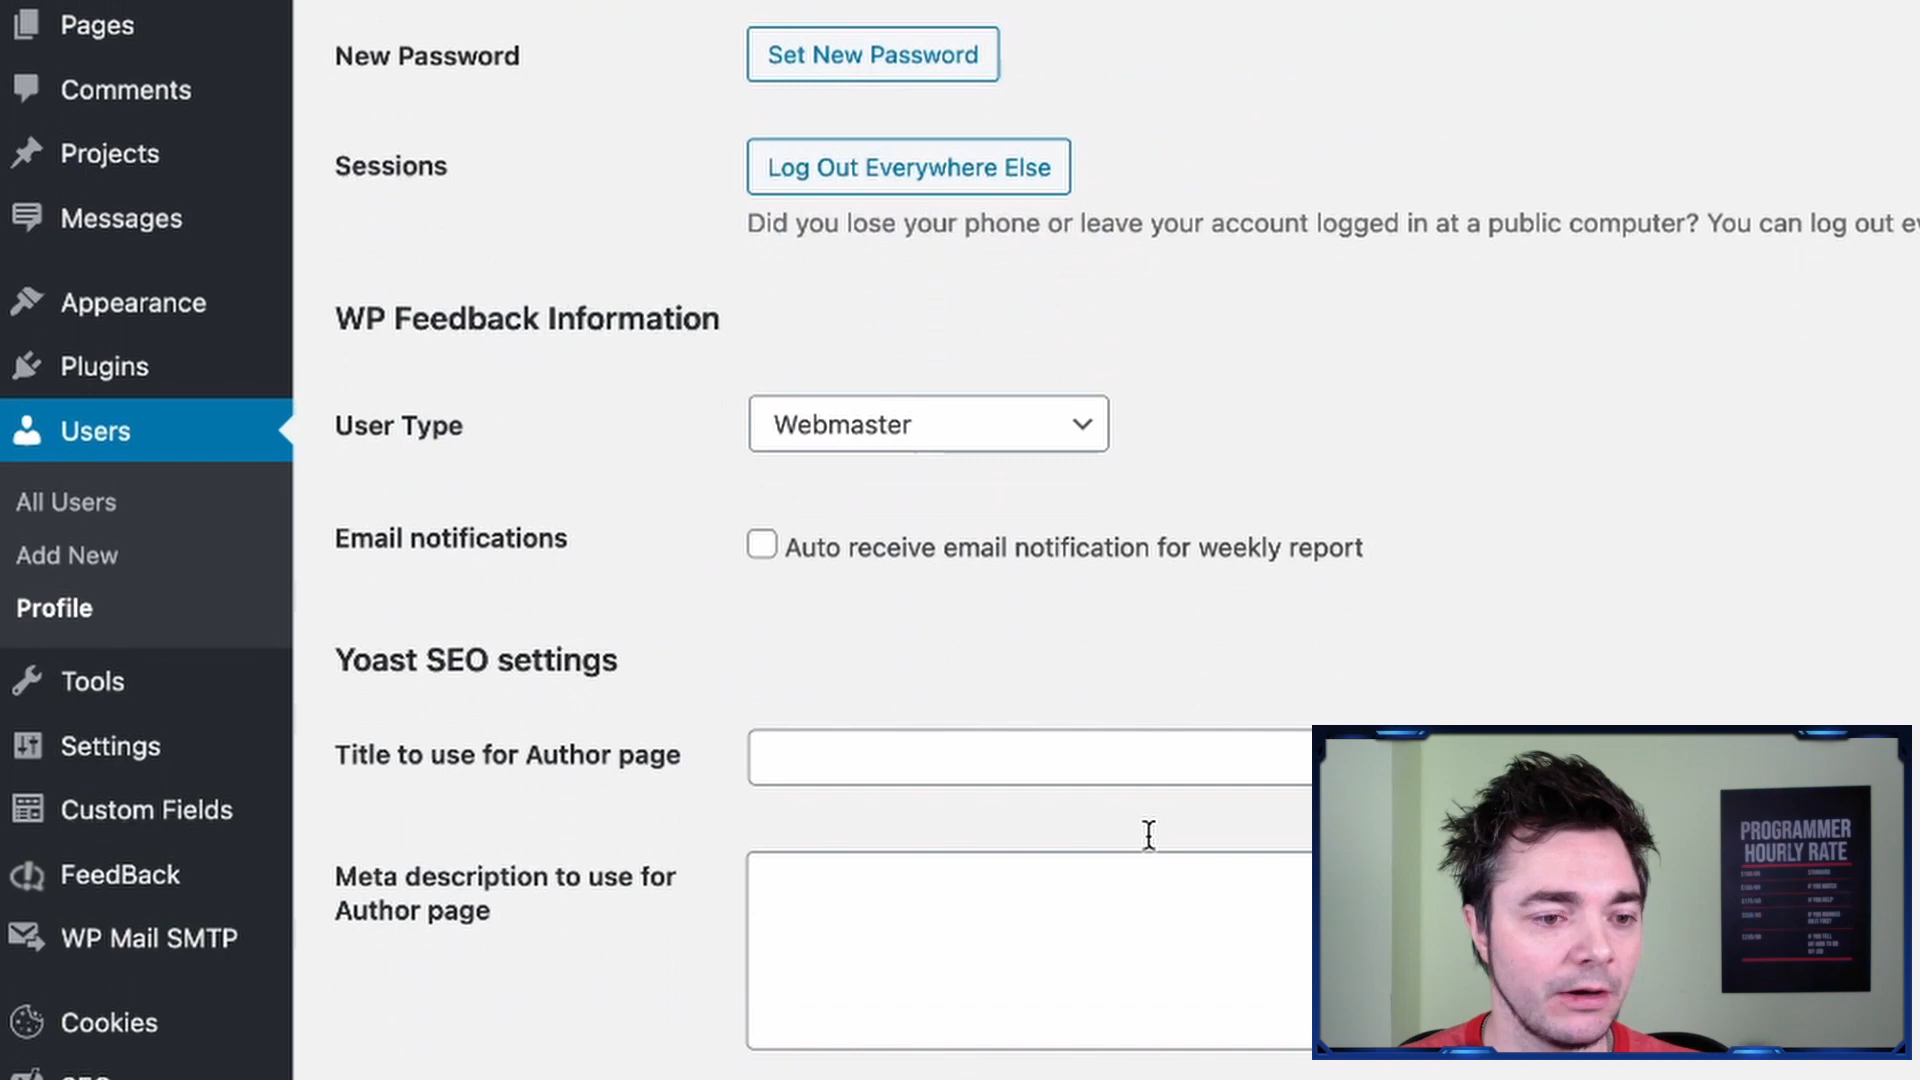 Pages
Comments
Projects
Messages
Appearance
Plugins
Users
All Users
Add New
Profile
Tools
Settings
Custom Fields
FeedBack
WP Mail SMTP
Cookies
New Password
Set New Password
Sessions
Log Out Everywhere Else
Did you lose your phone or leave your account logged in at a public computer? You can log out
WP Feedback Information
User Type
Webmaster
Email notifications
Auto receive email notification for weekly report
Yoast SEO settings
Title to use for Author page
Meta description to use for
Author page
PROGRAMMER
HOURLY RATE